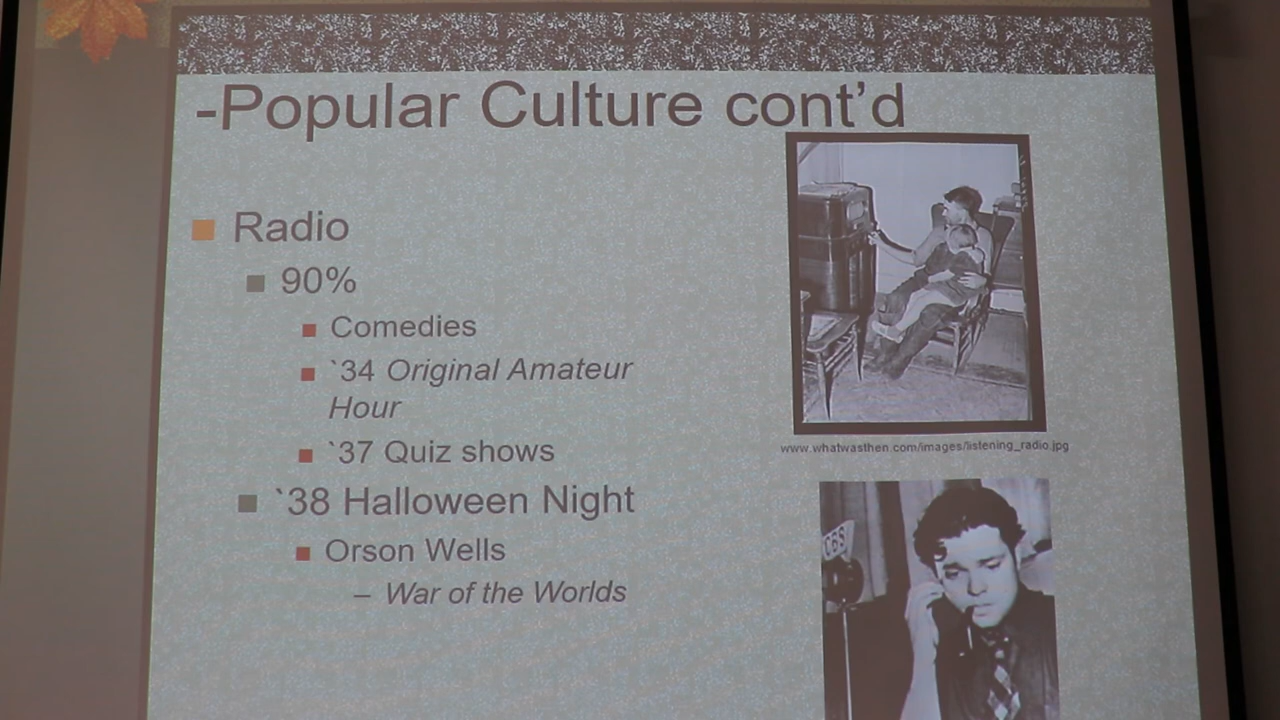 -Popular Culture cont'd
Radio
90%
Comedies
`34 Original Amateur
Hour
`37 Quiz shows
`38 Halloween Night
Orson Wells
– War of the Worlds
www.whatwasthen.com/images/listening_radio.jpg
CBS